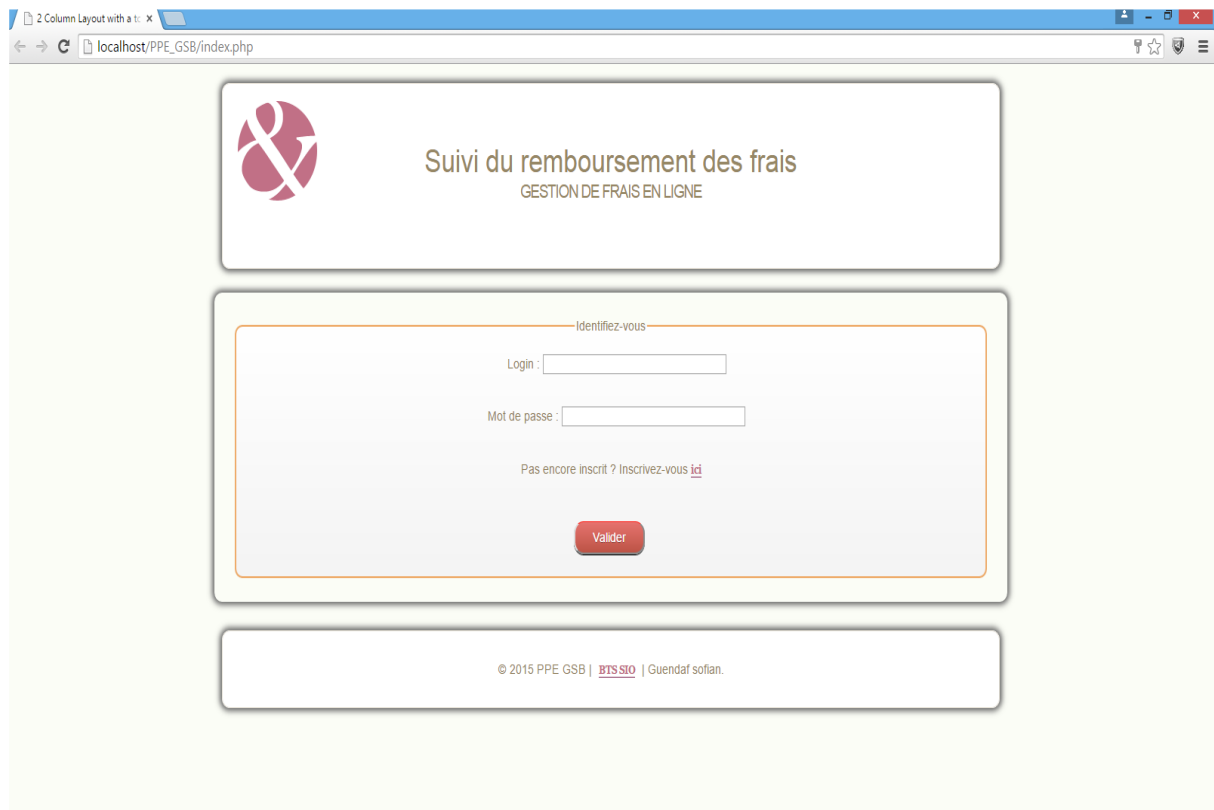 2 Column Layout with a tc
localhost/PPE_GSB/index.php
&
Suivi du remboursement des frais
GESTION DE FRAIS EN LIGNE
Identifiez-vous
Login :
Mot de passe :
Pas encore inscrit ? Inscrivez-vous ici
Valider
© 2015 PPE GSB | BTS SIO | Guendaf sofian.